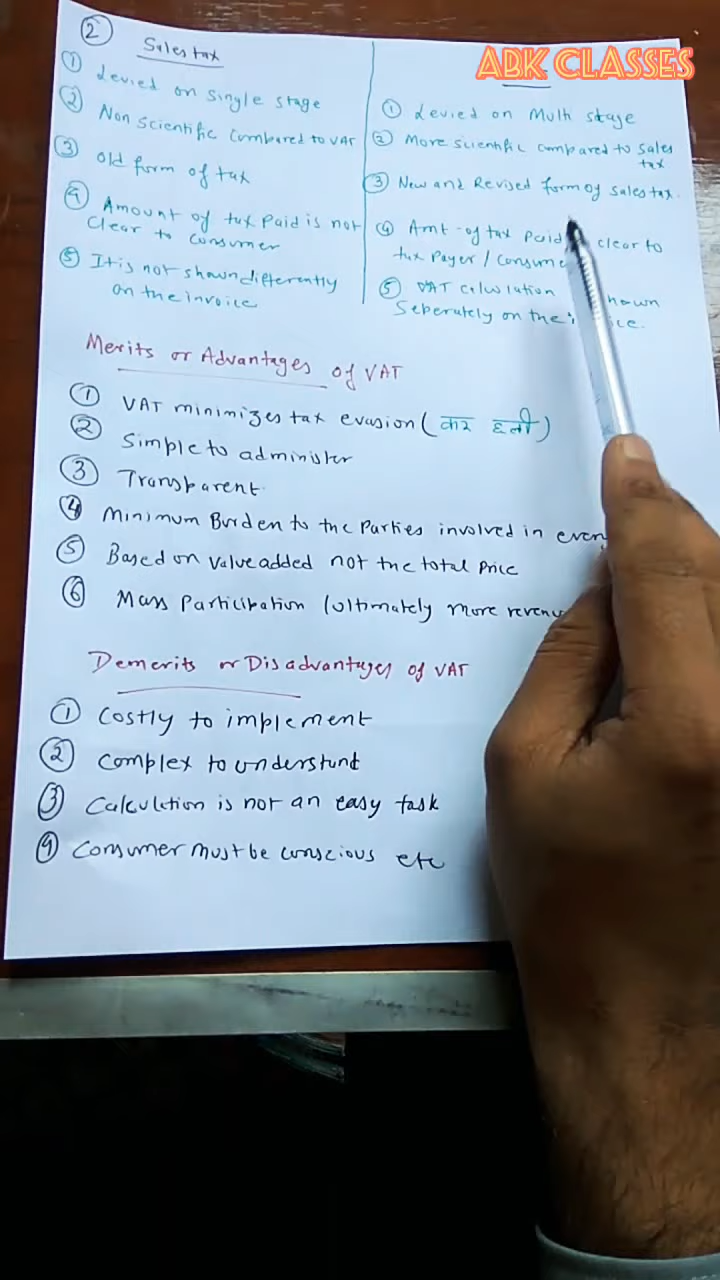 ②
Sales tax
ABK CLASSES
① Levied on single stage
② Non scientific compared to VAT
③ Old form of tax
④ Amount of tax paid is not
clear to consumer
⑤ It is not shown differently
on the invoice
① Levied on Multi stage
② More scientific compared to sales
tax
③ New and Revised form of sales tax.
④ Amt. of tax paid clear to
tax payer /
⑤ VAT calculation
Seperately on the
Merits or Advantages of VAT
① VAT minimizes tax evasion (कर छली)
② Simple to administer
③ Transparent
④ Minimum Burden to the Parties involved in
⑤ Based on value added not the total price
⑥ Mass Participation (ultimately more
Demerits or Disadvantages of VAT
① Costly to implement
② Complex to understand
③ Calculation is not an easy task
④ Consumer must be conscious etc